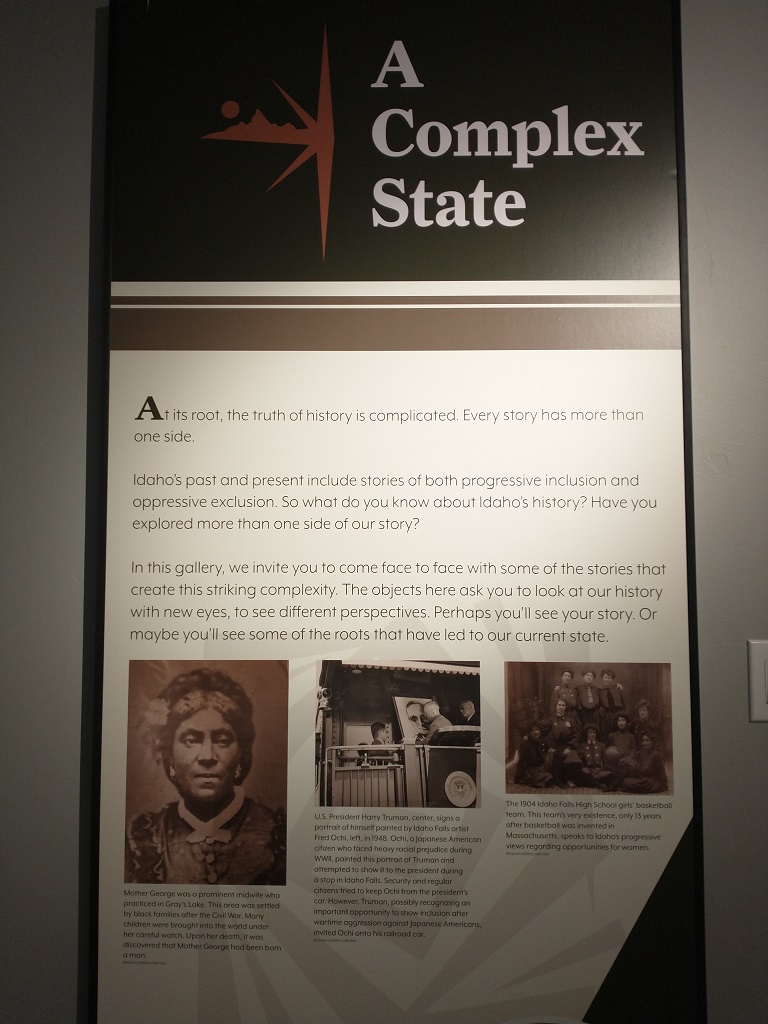 A
Complex
State
At its root, the truth of history is complicated. Every story has more than
one side.
Idaho's past and present include stories of both progressive inclusion and
oppressive exclusion. So what do you know about Idaho's history? Have you
explored more than one side of our story?
In this gallery, we invite you to come face to face with some of the stories that
create this striking complexity. The objects here ask you to look at our history
with new eyes, to see different perspectives. Perhaps you'll see your story. Or
maybe you'll see some of the roots that have led to our current state.
Mother George was a prominent midwife who
practiced in Gray's Lake. This area was settled
by black families after the Civil War. Many
children were brought into the world under
her careful watch. Upon her death, it was
discovered that Mother George had been born
a man.
U.S. President Harry Truman, center, signs a
portrait of himself painted by Idaho Falls artist
Fred Ochi, left, in 1948. Ochi, a Japanese American
citizen who faced heavy racial prejudice during
WWII, painted this portrait of Truman and
attempted to show it to the president during
a stop in Idaho Falls. Security and regular
citizens tried to keep Ochi from the president's
car. However, Truman, possibly recognizing an
important opportunity to show inclusion after
wartime aggression against Japanese Americans,
invited Ochi onto his railroad car.
The 1904 Idaho Falls High School girls' basketball
team. This team's very existence, only 13 years
after basketball was invented in
Massachusetts, speaks to Idaho's progressive
views regarding opportunities for women.